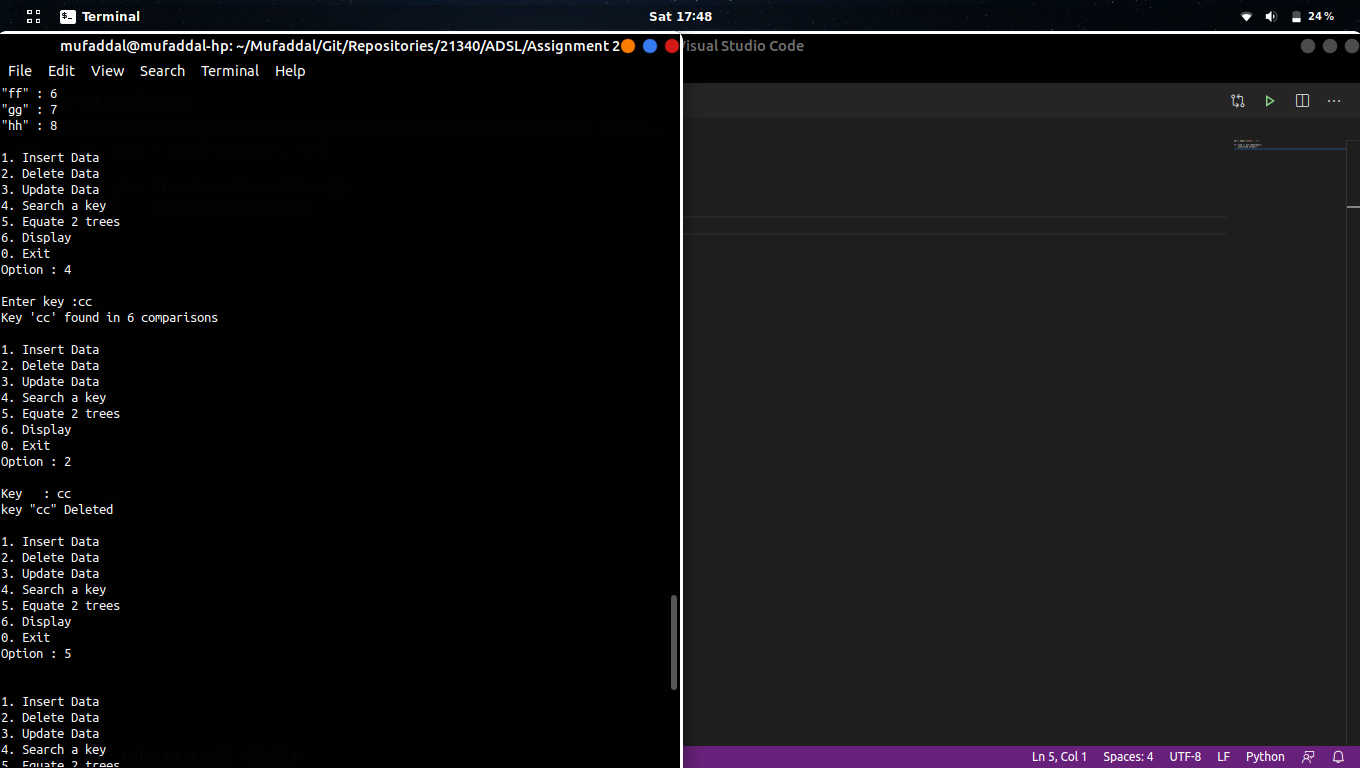 Terminal
Sat 17:48
24 %
mufaddal@mufaddal-hp: ~/Mufaddal/Git/Repositories/21340/ADSL/Assignment 2
Visual Studio Code
File Edit View Search Terminal Help
"ff" : 6
"gg" : 7
"hh" : 8
1. Insert Data
2. Delete Data
3. Update Data
4. Search a key
5. Equate 2 trees
6. Display
0. Exit
Option : 4
Enter key :cc
Key 'cc' found in 6 comparisons
1. Insert Data
2. Delete Data
3. Update Data
4. Search a key
5. Equate 2 trees
6. Display
0. Exit
Option : 2
Key   : cc
key "cc" Deleted
1. Insert Data
2. Delete Data
3. Update Data
4. Search a key
5. Equate 2 trees
6. Display
0. Exit
Option : 5
1. Insert Data
2. Delete Data
3. Update Data
4. Search a key
5. Equate 2 trees
Ln 5, Col 1 Spaces: 4 UTF-8 LF Python